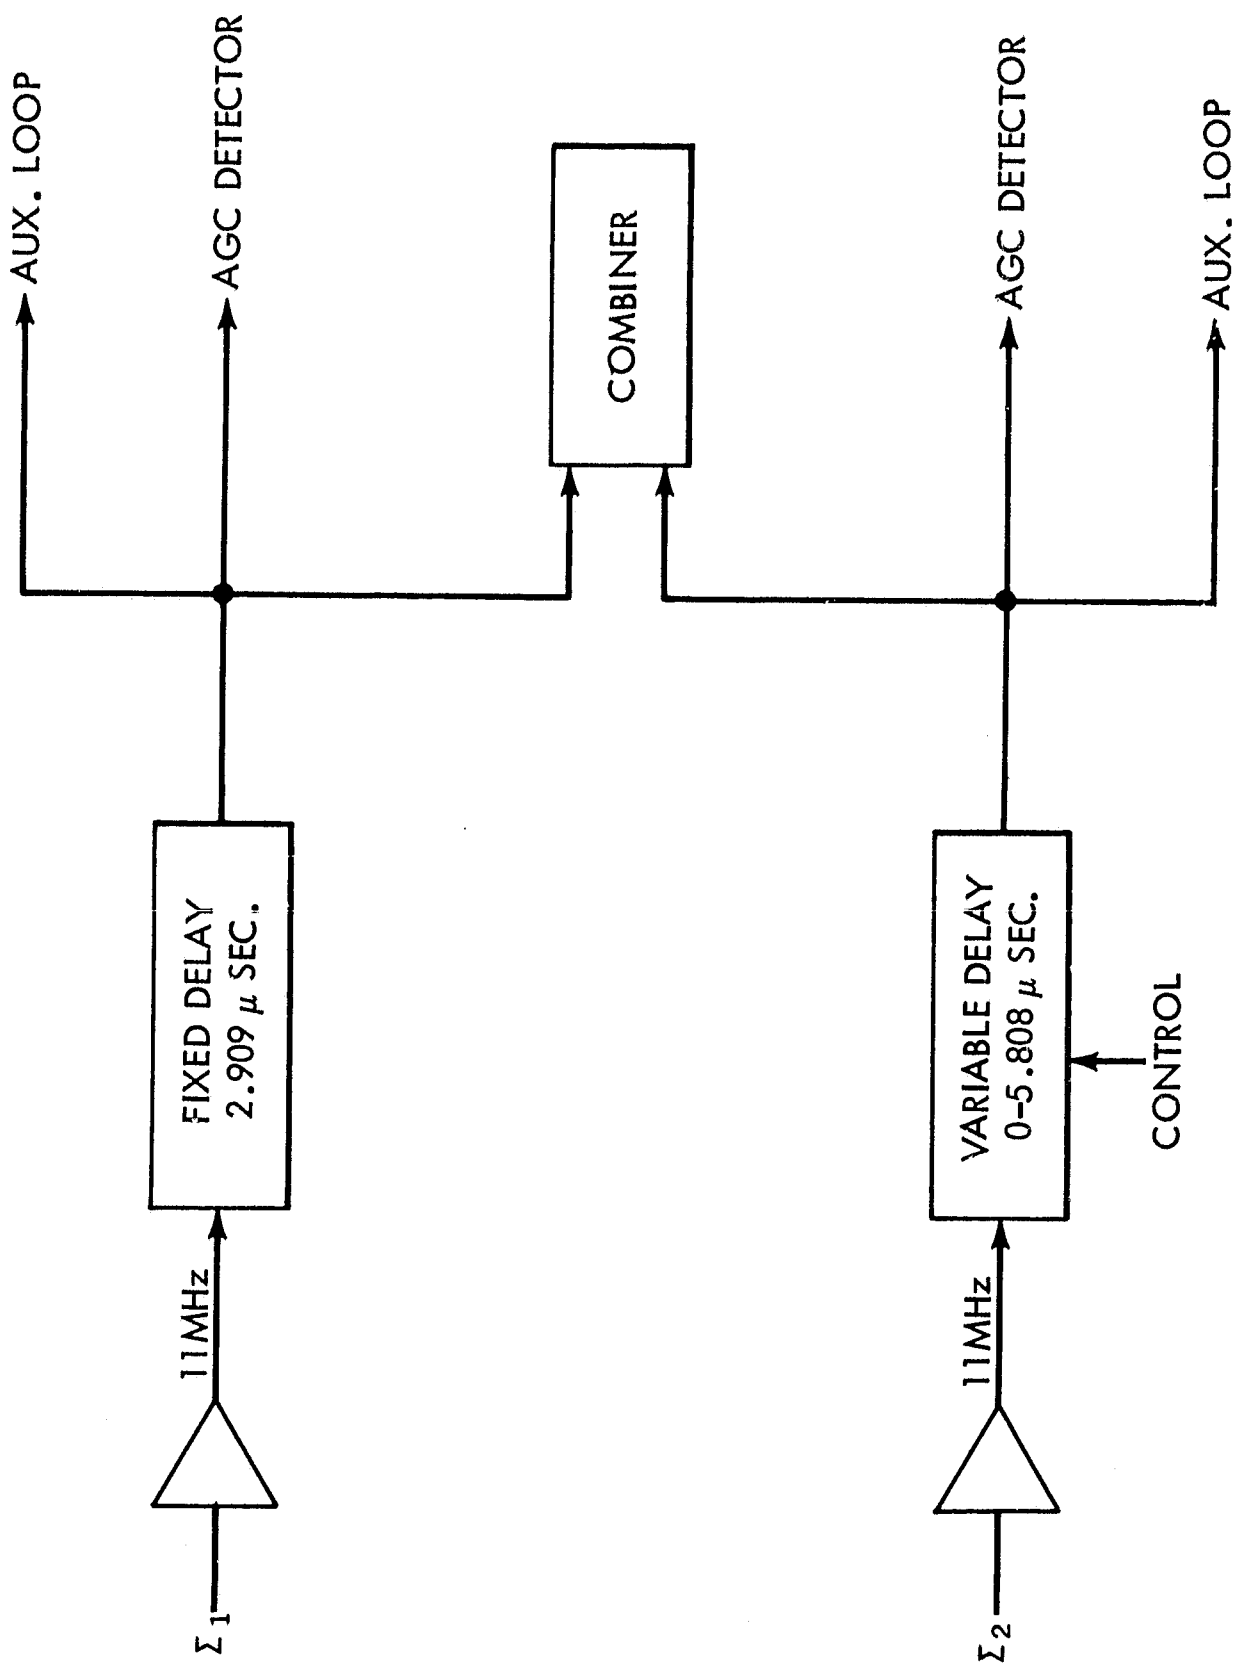 AUX. LOOP
AGC DETECTOR
COMBINER
AGC DETECTOR
AUX. LOOP
FIXED DELAY
2.909 μ SEC.
VARIABLE DELAY
0-5.808 μ SEC.
CONTROL
11MHz
11MHz
Σ1
Σ2